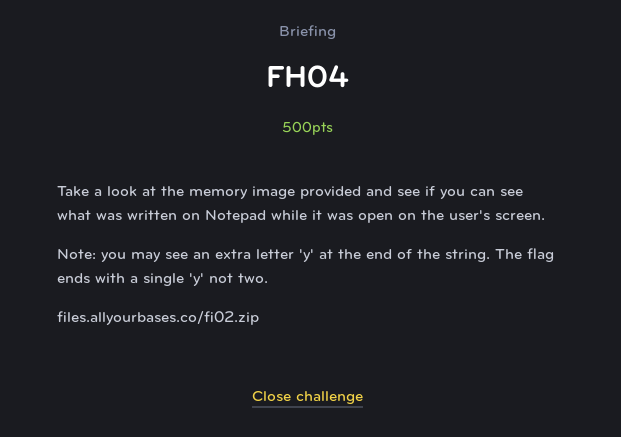 Briefing
FH04
500pts
Take a look at the memory image provided and see if you can see
what was written on Notepad while it was open on the user's screen.
Note: you may see an extra letter 'y' at the end of the string. The flag
ends with a single 'y' not two.
files.allyourbases.co/fi02.zip
Close challenge